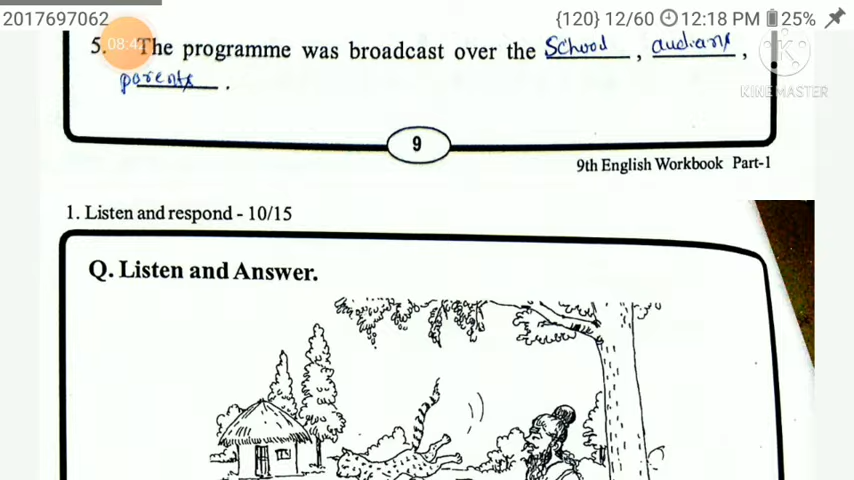 2017697062 {120} 12/60 12:18 PM 25%
08:4
5. The programme was broadcast over the School , audians ,
parents .
KINEMASTER
9
9th English Workbook Part-1
1. Listen and respond - 10/15
Q. Listen and Answer.